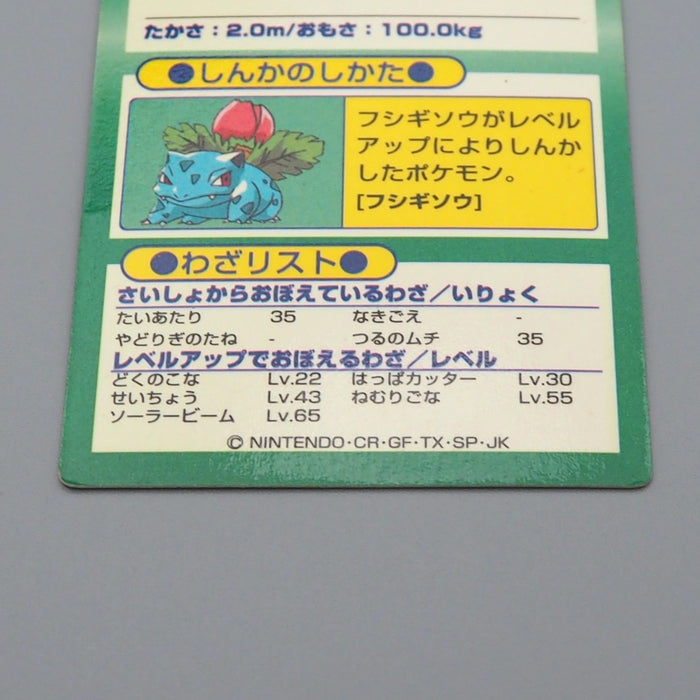 たかさ：2.0m/おもさ：100.0kg
●しんかのしかた●
フシギソウがレベル
アップによりしんか
したポケモン。
[フシギソウ]
●わざリスト●
さいしょからおぼえているわざ／いりょく
たいあたり 35 なきごえ -
やどりぎのたね - つるのムチ 35
レベルアップでおぼえるわざ／レベル
どくのこな Lv.22 はっぱカッター Lv.30
せいちょう Lv.43 ねむりごな Lv.55
ソーラービーム Lv.65
© NINTENDO・CR・GF・TX・SP・JK